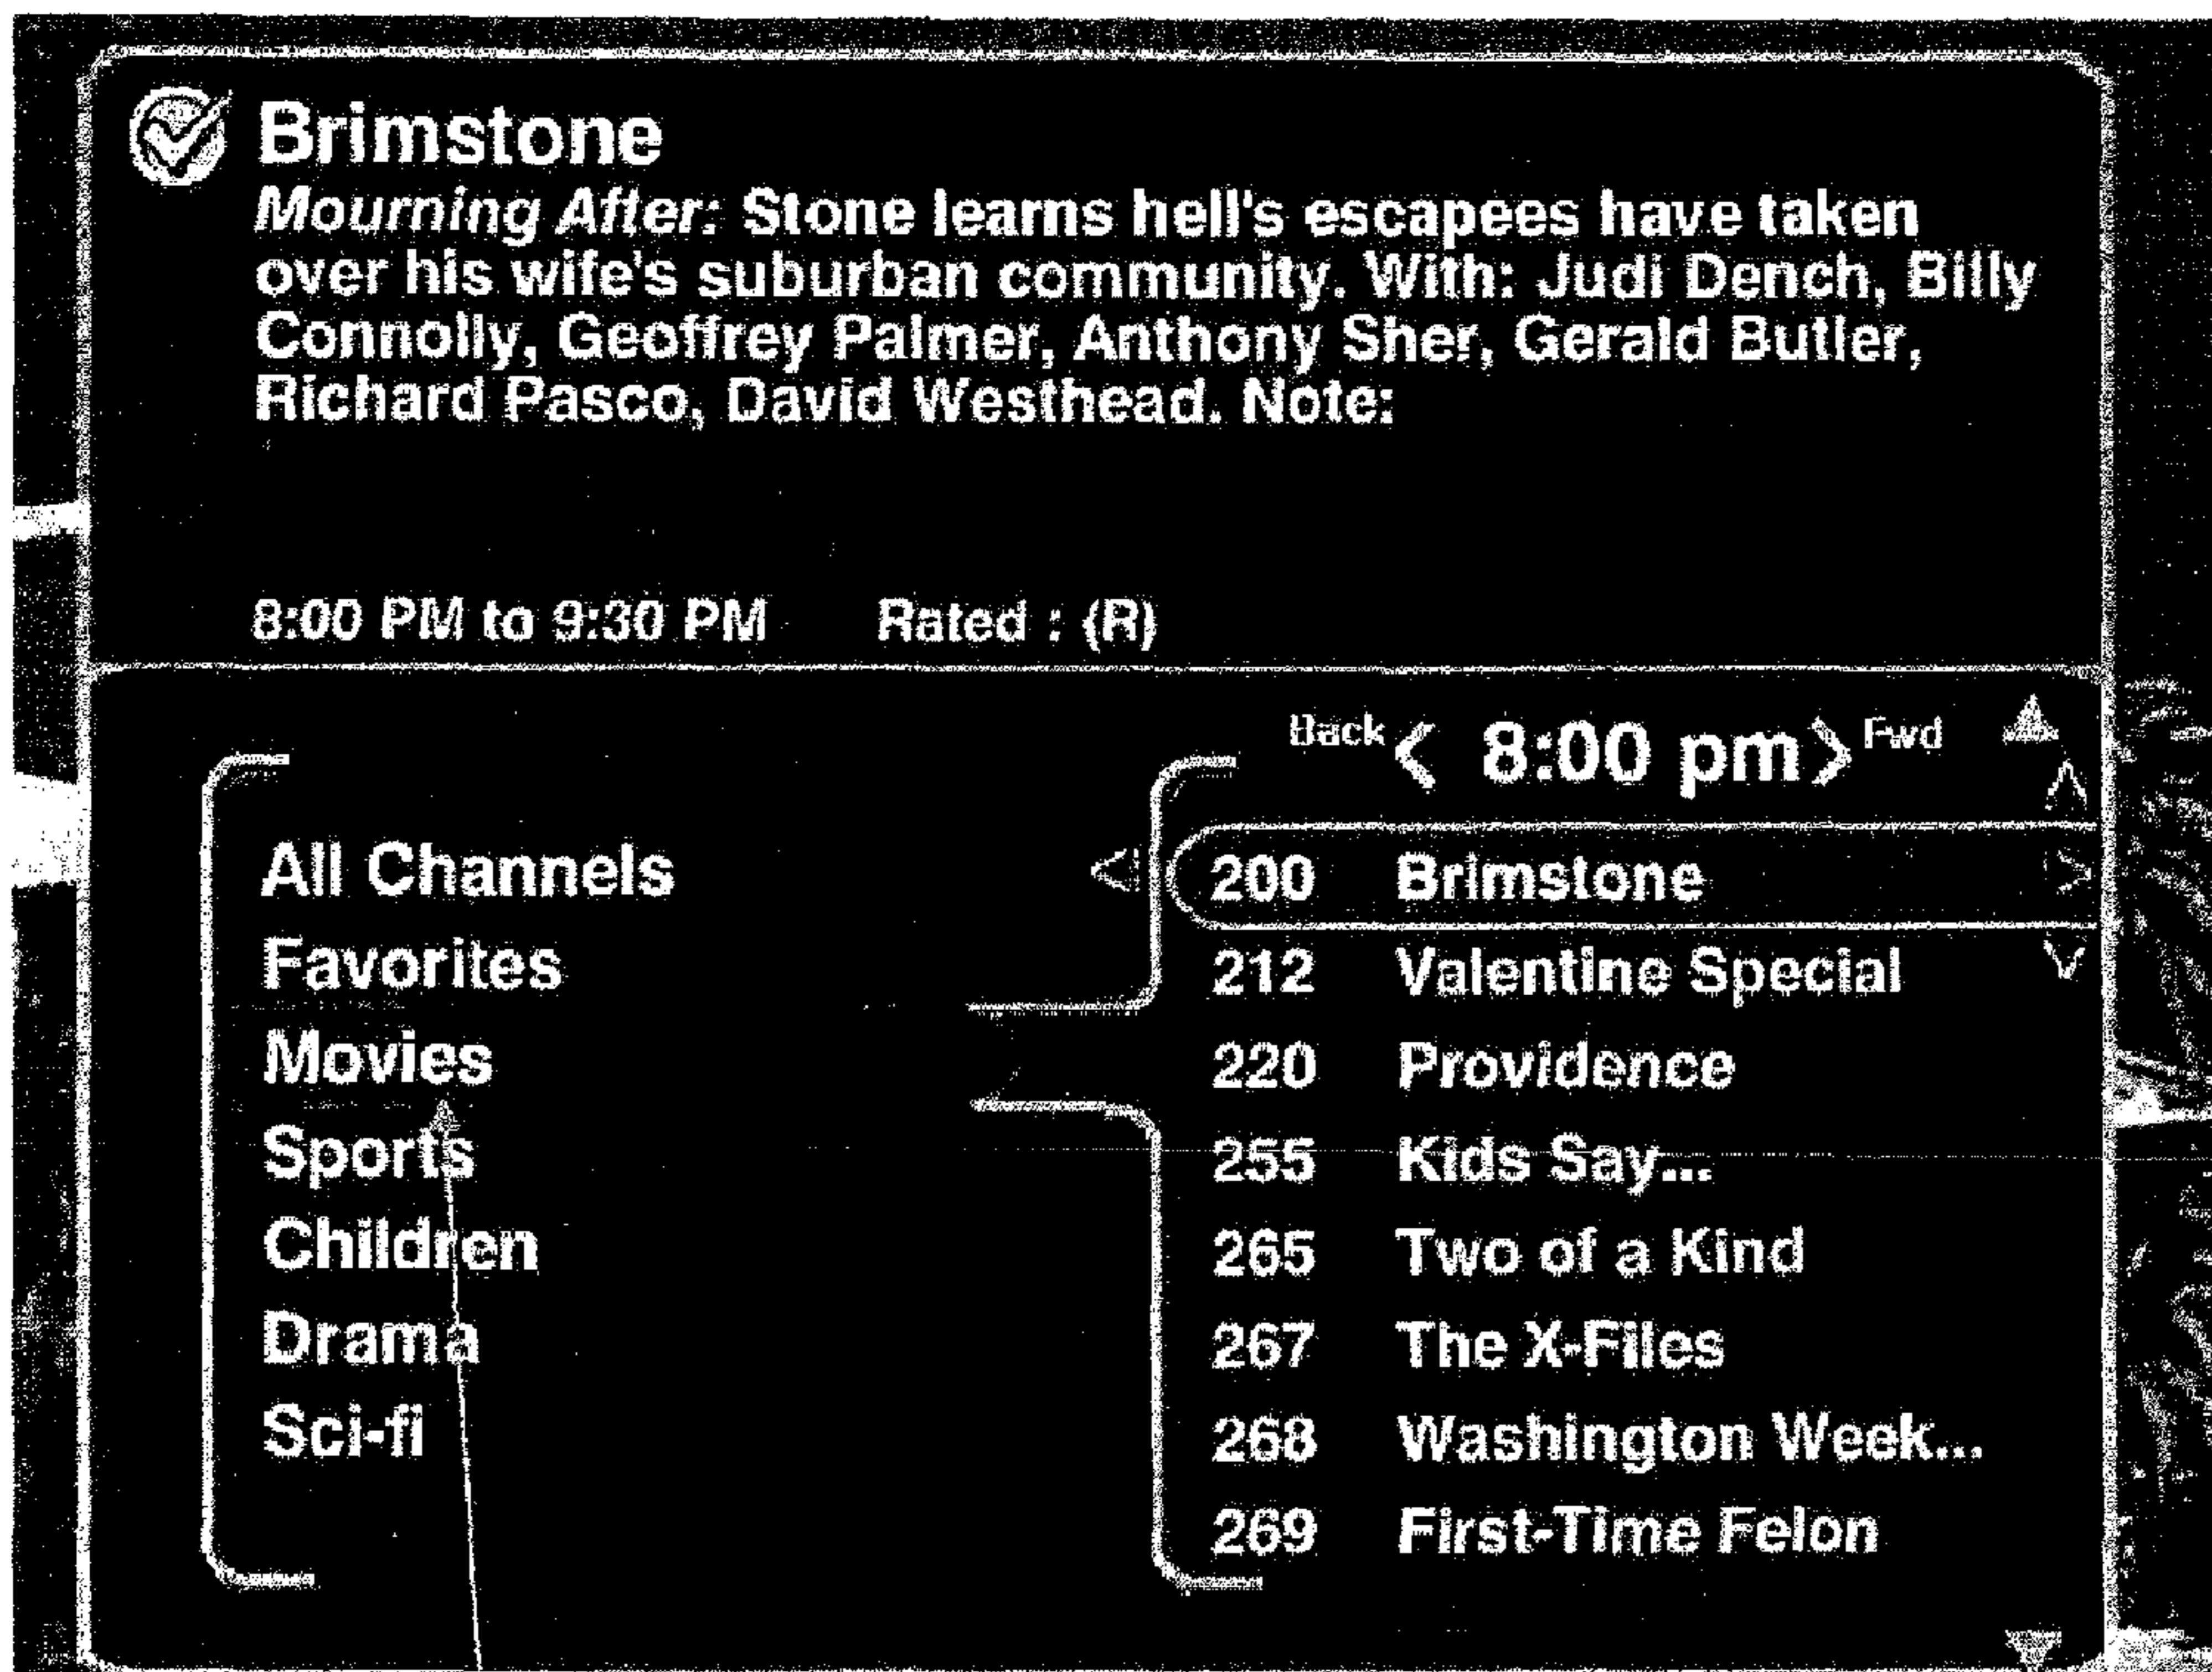 Brimstone
Mourning After: Stone learns hell's escapees have taken
over his wife's suburban community. With: Judi Dench, Billy
Connolly, Geoffrey Palmer, Anthony Sher, Gerald Butler,
Richard Pasco, David Westhead. Note:
8:00 PM to 9:30 PM Rated : (R)
Back < 8:00 pm > Fwd
All Channels
Favorites
Movies
Sports
Children
Drama
Sci-fi
200 Brimstone
212 Valentine Special
220 Providence
255 Kids Say...
265 Two of a Kind
267 The X-Files
268 Washington Week...
269 First-Time Felon